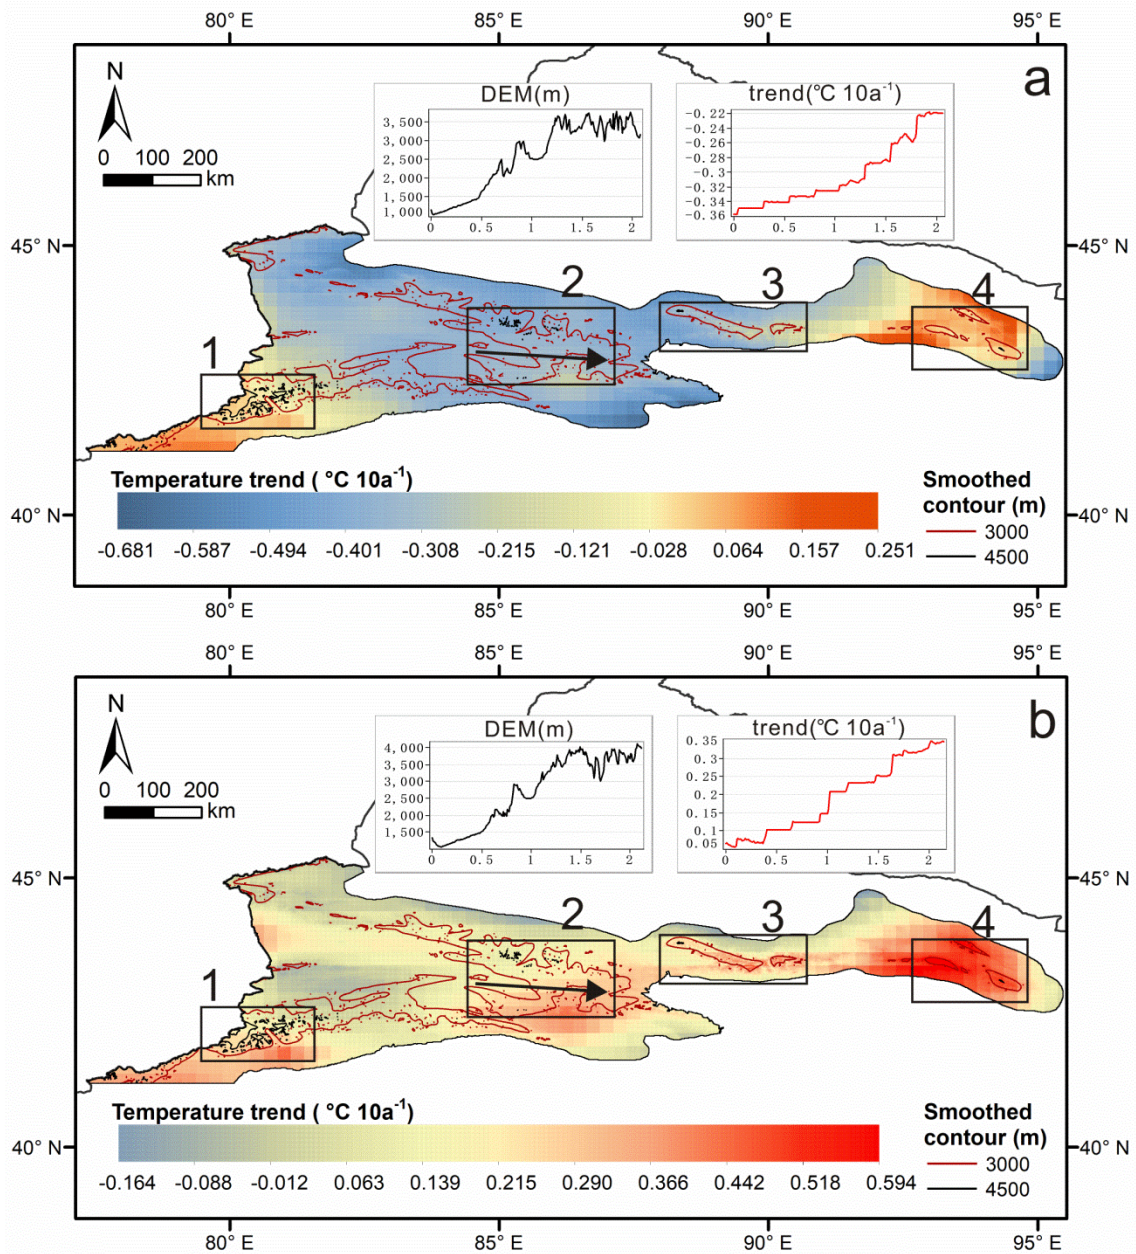 80° E 85° E 90° E 95° E
a
N
0 100 200
km
DEM(m)
3,500
3,000
2,500
1,500
1,000
0 0.5 1 1.5 2
trend(°C 10a⁻¹)
-0.22
-0.24
-0.26
-0.28
-0.3
-0.32
-0.34
-0.36
0 0.5 1 1.5 2
45° N 45° N
1 2 3 4
Temperature trend ( °C 10a⁻¹)
-0.681 -0.587 -0.494 -0.401 -0.308 -0.215 -0.121 -0.028 0.064 0.157 0.251
Smoothed
contour (m)
3000
4500
40° N 40° N
80° E 85° E 90° E 95° E
80° E 85° E 90° E 95° E
b
N
0 100 200
km
DEM(m)
4,000
3,500
3,000
2,500
1,500
0 0.5 1 1.5 2
trend(°C 10a⁻¹)
0.35
0.3
0.25
0.2
0.15
0.1
0.05
0 0.5 1 1.5 2
45° N 45° N
1 2 3 4
Temperature trend ( °C 10a⁻¹)
-0.164 -0.088 -0.012 0.063 0.139 0.215 0.290 0.366 0.442 0.518 0.594
Smoothed
contour (m)
3000
4500
40° N 40° N
80° E 85° E 90° E 95° E